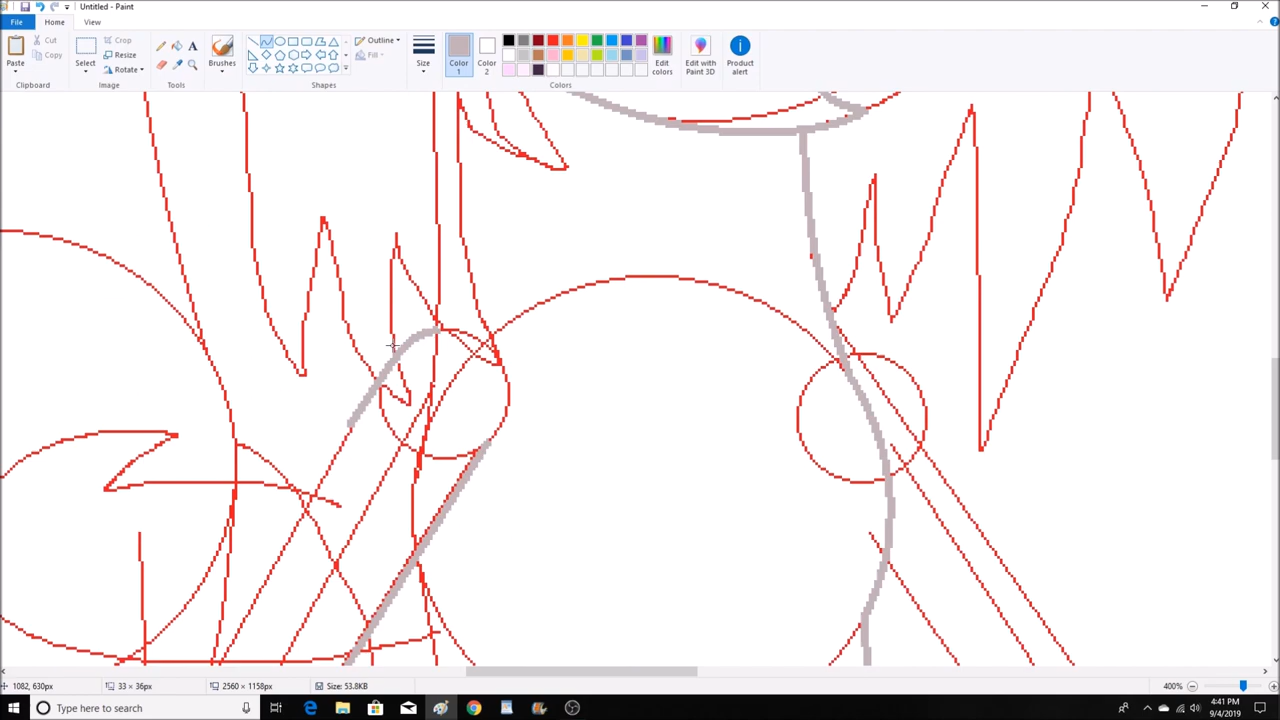 Untitled - Paint
File
Home
View
Paste
Cut
Copy
Clipboard
Select
Crop
Resize
Rotate
Image
A
Tools
Brushes
Outline
Fill
Shapes
Size
Color
1
Color
2
Edit
colors
Colors
Edit with
Paint 3D
Product
alert
1082, 630px
33 × 36px
2560 × 1158px
Size: 53.8KB
400%
Type here to search
4:41 PM
9/4/2019